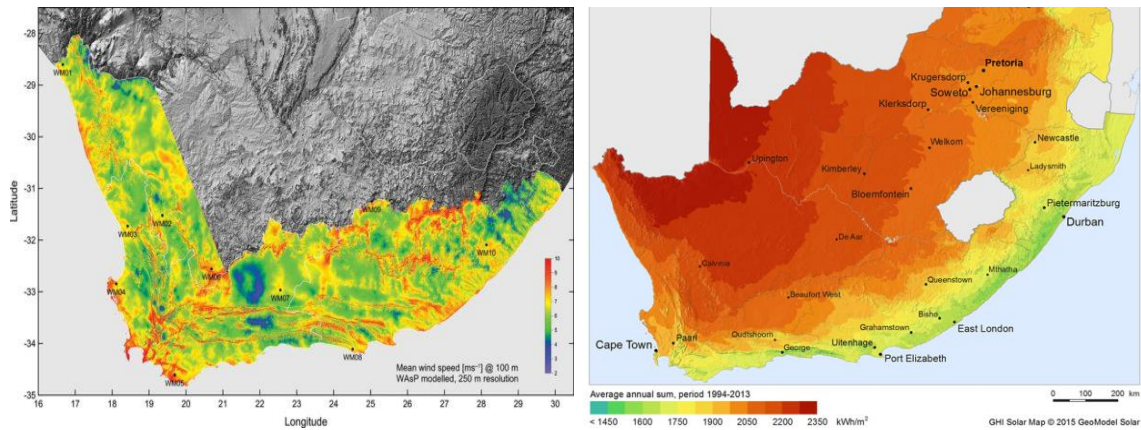 -28
-29
-30
-31
-32
-33
-34
-35
Latitude
16 17 18 19 20 21 22 23 24 25 26 27 28 29 30
Longitude
WM01
WM02
WM03
WM04
WM05
WM06
WM07
WM08
WM09
WM10
10
9
8
7
6
5
4
3
2
Mean wind speed [ms⁻¹] @ 100 m
WAsP modelled, 250 m resolution
Pretoria
Krugersdorp
Soweto
Johannesburg
Klerksdorp
Vereeniging
Newcastle
Welkom
Ladysmith
Upington
Kimberley
Bloemfontein
Pietermaritzburg
Durban
De Aar
Calvinia
Mthatha
Queenstown
Beaufort West
Bisho
Grahamstown
East London
Oudtshoorn
Uitenhage
Cape Town
Paarl
George
Port Elizabeth
Average annual sum, period 1994-2013
0 100 200 km
< 1450 1600 1750 1900 2050 2200 2350 kWh/m²
GHI Solar Map © 2015 GeoModel Solar